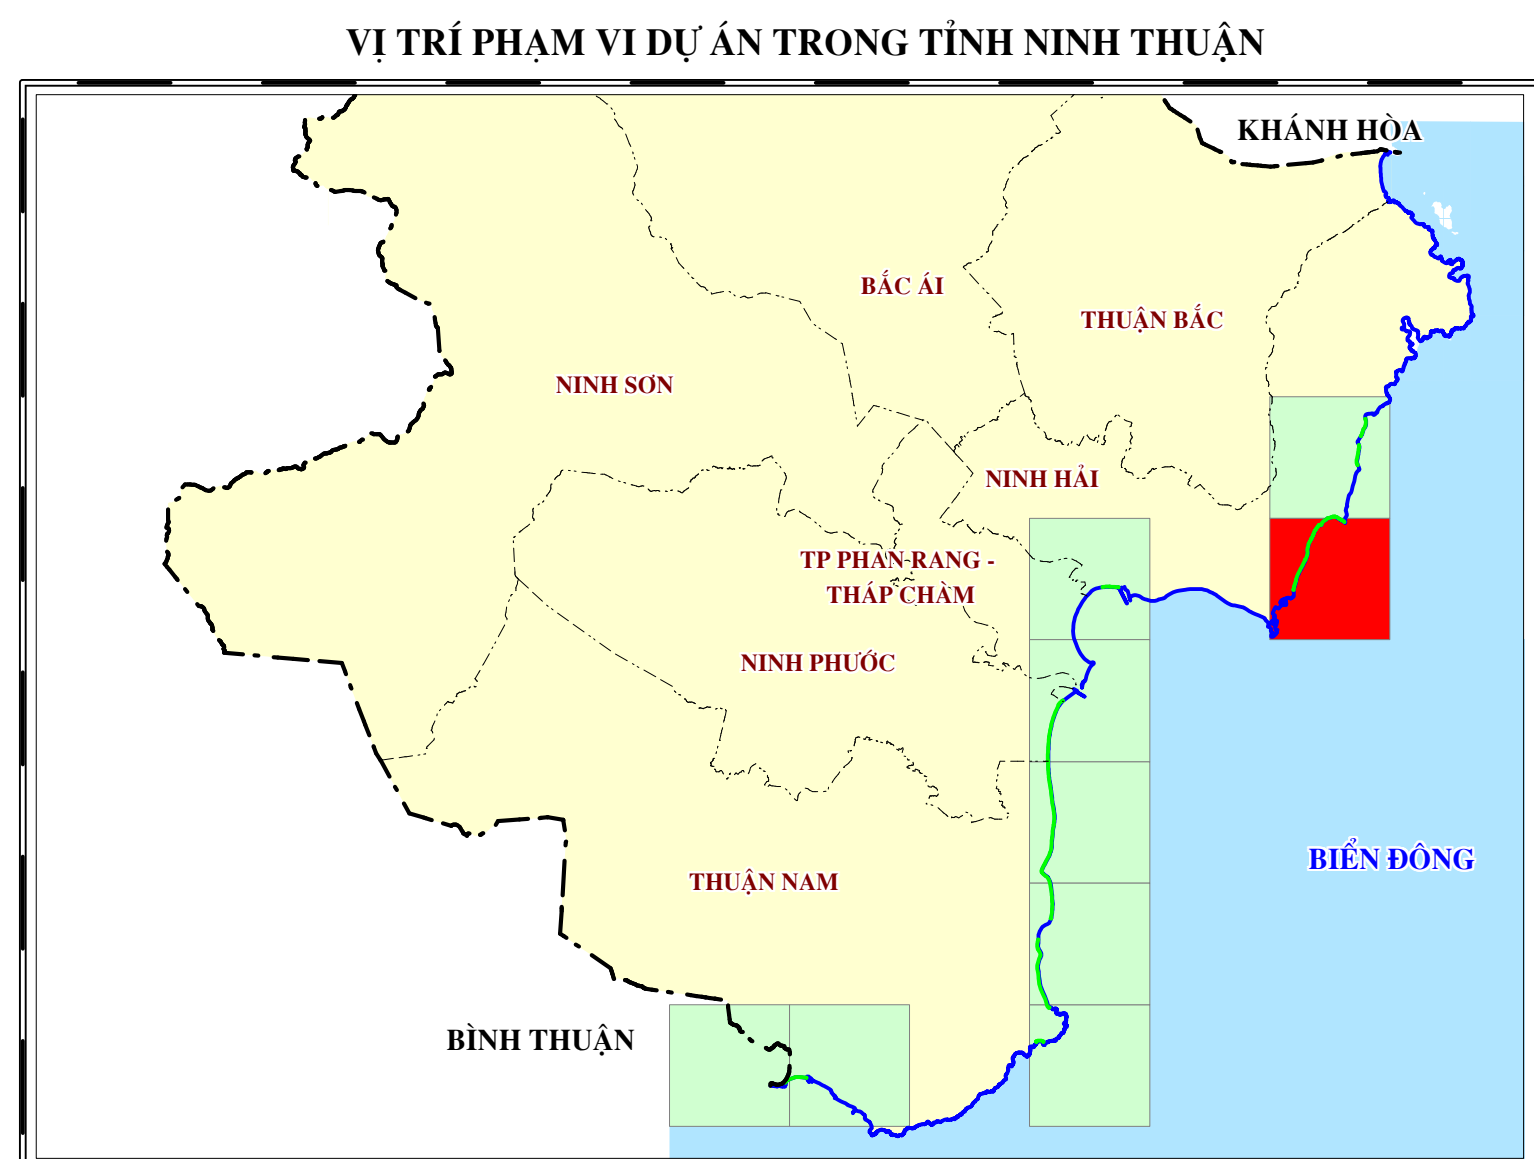 VỊ TRÍ PHẠM VI DỰ ÁN TRONG TỈNH NINH THUẬN
KHÁNH HÒA
BẮC ÁI
THUẬN BẮC
NINH SƠN
NINH HẢI
TP PHAN RANG -
THÁP CHÀM
NINH PHƯỚC
BIỂN ĐÔNG
THUẬN NAM
BÌNH THUẬN